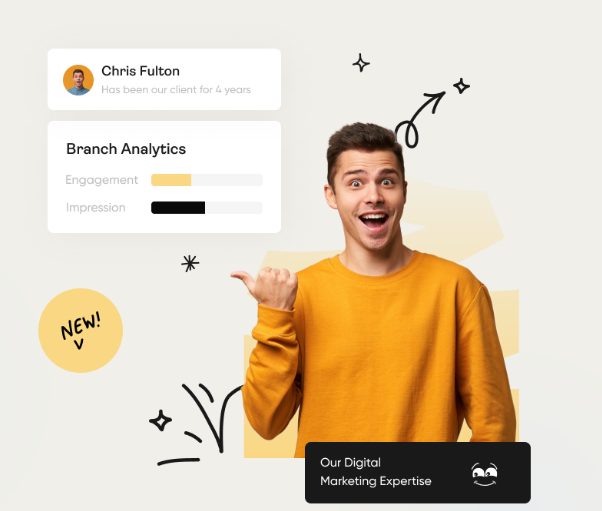 Chris Fulton
Has been our client for 4 years
Branch Analytics
Engagement
Impression
NEW!
Our Digital
Marketing Expertise